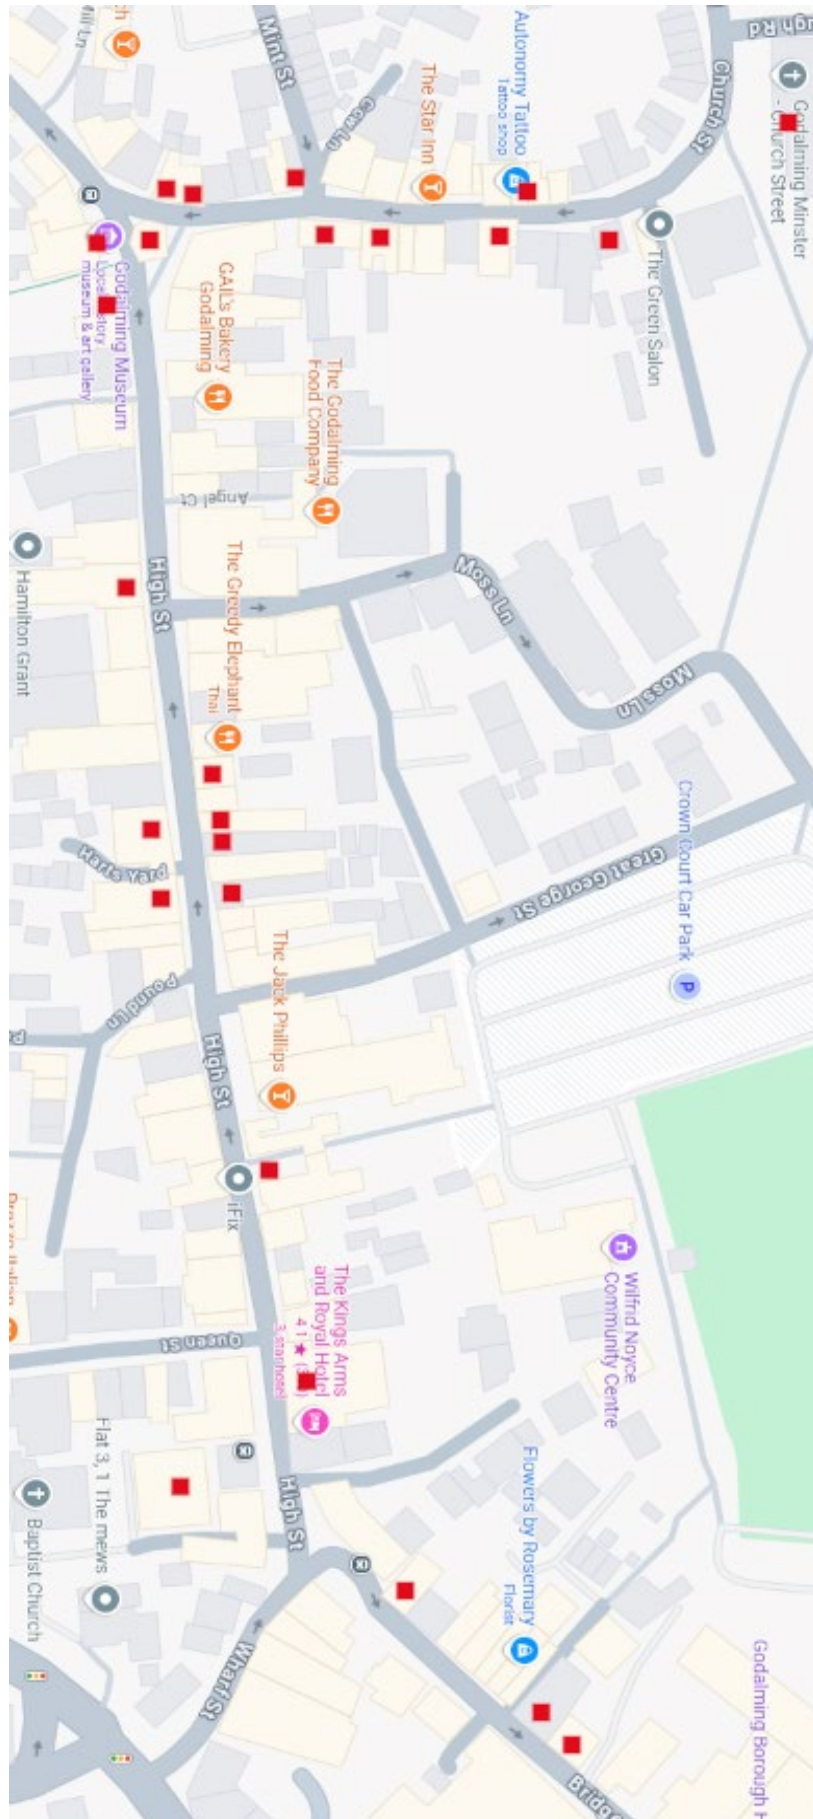 Mint St
Mill Ln
Cow Ln
The Star Inn
Autonomy Tattoo
Tattoo shop
Church St
Godalming Minster
- Church Street
The Green Salon
Godalming Museum
museum & art gallery
GAIL's Bakery
Godalming
The Godalming
Food Company
Angel Ct
High St
Hamilton Grant
The Greedy Elephant
Thai
Moss Ln
Moss Ln
Crown Court Car Park
P
Great George St
Harts Yard
Pound Ln
The Jack Phillips
High St
iFix
Queen St
The Kings Arms
and Royal Hotel
3-star hotel
Wilfrid Noyce
Community Centre
Flat 3, 1 The mews
Baptist Church
High St
Flowers by Rosemary
Florist
Wharf St
Godalming Borough H
Bridge